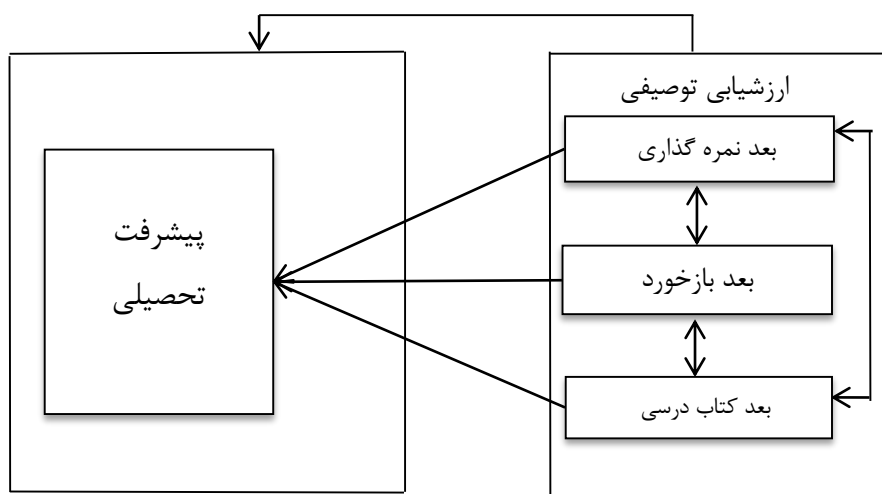 ارزشیابی توصیفی
بعد نمره گذاری
بعد بازخورد
بعد کتاب درسی
پیشرفت
تحصیلی